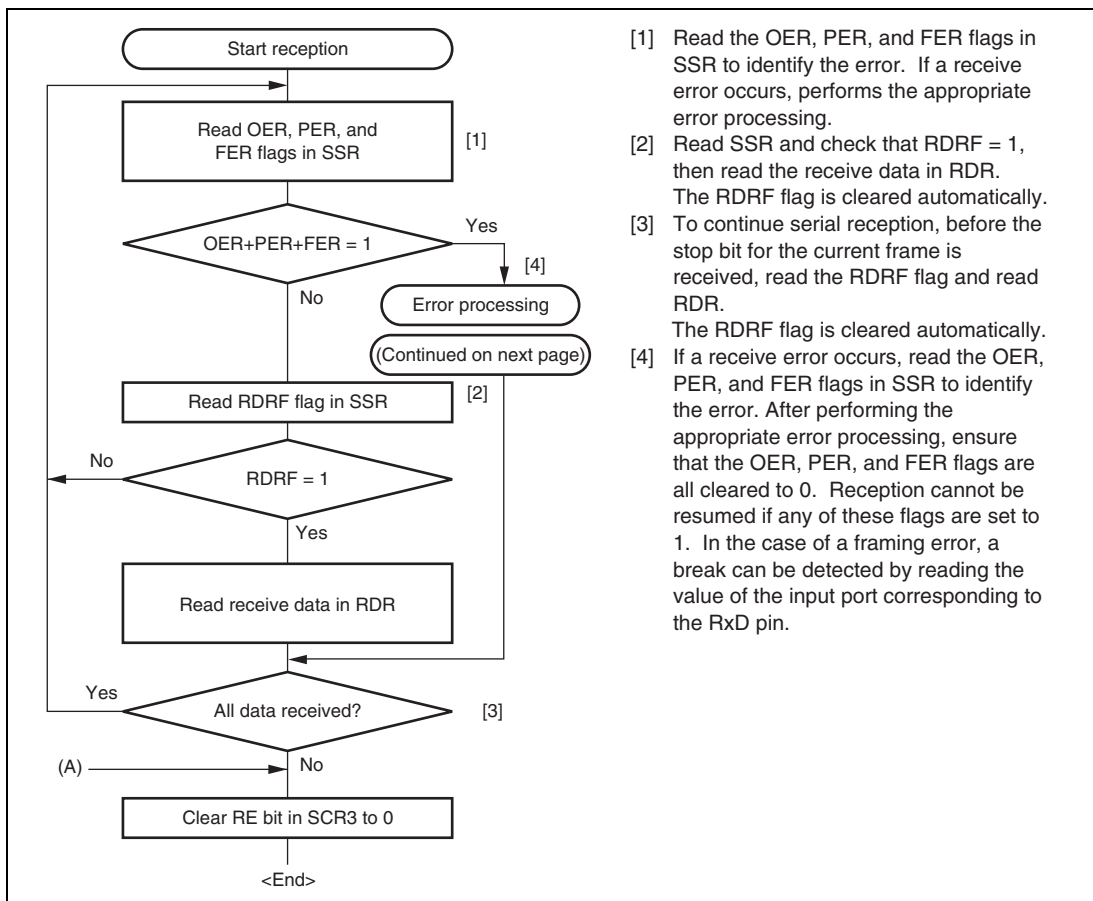 Start reception
Read OER, PER, and
FER flags in SSR
[1]
OER+PER+FER = 1
Yes
[4]
No
Error processing
(Continued on next page)
Read RDRF flag in SSR
[2]
No
RDRF = 1
Yes
Read receive data in RDR
Yes
All data received?
[3]
(A)
No
Clear RE bit in SCR3 to 0
<End>
[1] Read the OER, PER, and FER flags in
SSR to identify the error. If a receive
error occurs, performs the appropriate
error processing.
[2] Read SSR and check that RDRF = 1,
then read the receive data in RDR.
The RDRF flag is cleared automatically.
[3] To continue serial reception, before the
stop bit for the current frame is
received, read the RDRF flag and read
RDR.
The RDRF flag is cleared automatically.
[4] If a receive error occurs, read the OER,
PER, and FER flags in SSR to identify
the error. After performing the
appropriate error processing, ensure
that the OER, PER, and FER flags are
all cleared to 0. Reception cannot be
resumed if any of these flags are set to
1. In the case of a framing error, a
break can be detected by reading the
value of the input port corresponding to
the RxD pin.